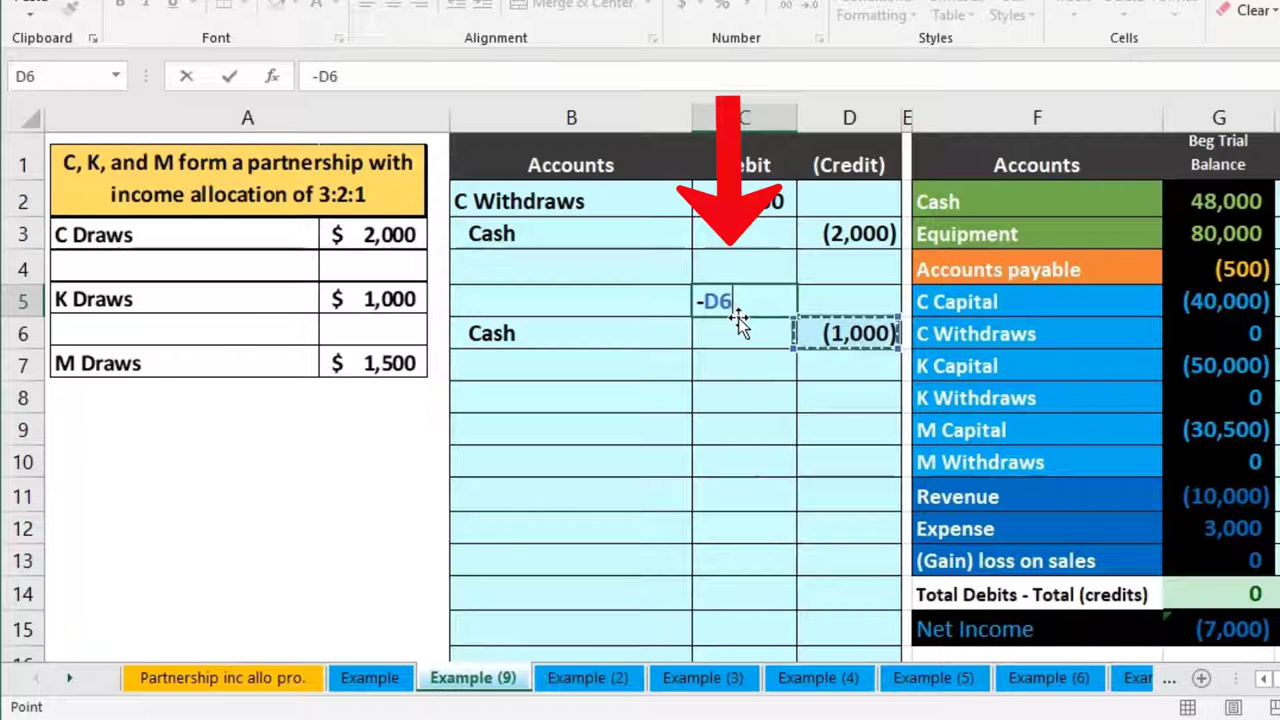 Merge & Center
$
%
,
Formatting
Table
Styles
Clear
Clipboard
Font
Alignment
Number
Styles
Cells
D6
fx
-D6
A
B
C
D
E
F
G
1
C, K, and M form a partnership with
income allocation of 3:2:1
Accounts
(Credit)
Accounts
Beg Trial
Balance
2
C Withdraws
Cash
48,000
3
C Draws
$ 2,000
Cash
(2,000)
Equipment
80,000
4
Accounts payable
(500)
5
K Draws
$ 1,000
-D6
C Capital
(40,000)
6
Cash
(1,000)
C Withdraws
0
7
M Draws
$ 1,500
K Capital
(50,000)
8
K Withdraws
0
9
M Capital
(30,500)
10
M Withdraws
0
11
Revenue
(10,000)
12
Expense
3,000
13
(Gain) loss on sales
0
14
Total Debits - Total (credits)
0
15
Net Income
(7,000)
Partnership inc allo pro.
Example
Example (9)
Example (2)
Example (3)
Example (4)
Example (5)
Example (6)
Exar
...
Point